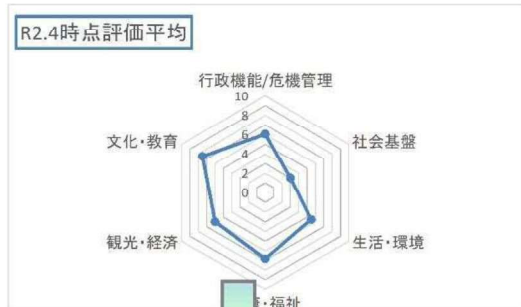 R2.4時点評価平均
行政機能/危機管理
10
8
文化・教育
社会基盤
6
4
2
0
観光・経済
生活・環境
・福祉